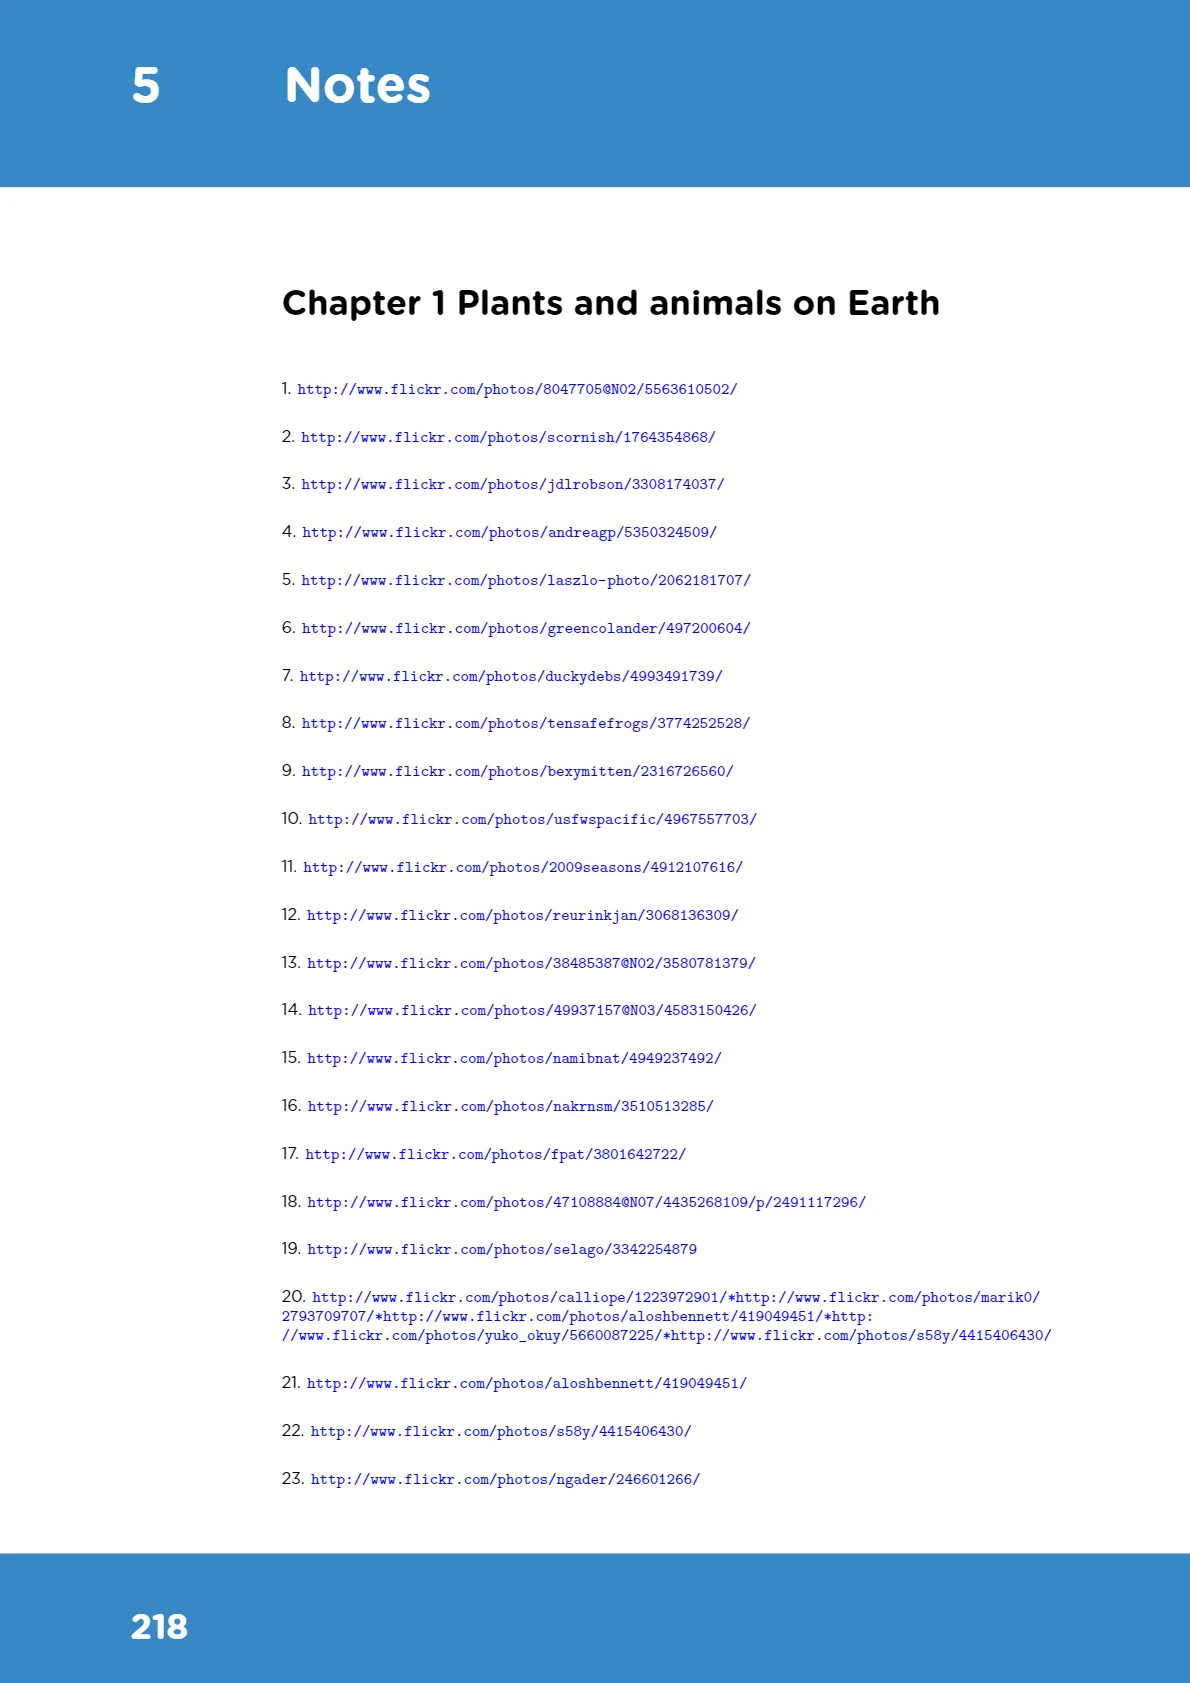 5 Notes
Chapter 1 Plants and animals on Earth
1. http://www.flickr.com/photos/8047705@N02/5563610502/
2. http://www.flickr.com/photos/scornish/1764354868/
3. http://www.flickr.com/photos/jdlrobson/3308174037/
4. http://www.flickr.com/photos/andreagp/5350324509/
5. http://www.flickr.com/photos/laszlo-photo/2062181707/
6. http://www.flickr.com/photos/greencolander/497200604/
7. http://www.flickr.com/photos/duckydebs/4993491739/
8. http://www.flickr.com/photos/tensafefrogs/3774252528/
9. http://www.flickr.com/photos/bexymitten/2316726560/
10. http://www.flickr.com/photos/usfwspacific/4967557703/
11. http://www.flickr.com/photos/2009seasons/4912107616/
12. http://www.flickr.com/photos/reurinkjan/3068136309/
13. http://www.flickr.com/photos/38485387@N02/3580781379/
14. http://www.flickr.com/photos/49937157@N03/4583150426/
15. http://www.flickr.com/photos/namibnat/4949237492/
16. http://www.flickr.com/photos/nakrnsm/3510513285/
17. http://www.flickr.com/photos/fpat/3801642722/
18. http://www.flickr.com/photos/47108884@N07/4435268109/p/2491117296/
19. http://www.flickr.com/photos/selago/3342254879
20. http://www.flickr.com/photos/calliope/1223972901/*http://www.flickr.com/photos/marik0/
2793709707/*http://www.flickr.com/photos/aloshbennett/419049451/*http:
//www.flickr.com/photos/yuko_okuy/5660087225/*http://www.flickr.com/photos/s58y/4415406430/
21. http://www.flickr.com/photos/aloshbennett/419049451/
22. http://www.flickr.com/photos/s58y/4415406430/
23. http://www.flickr.com/photos/ngader/246601266/
218